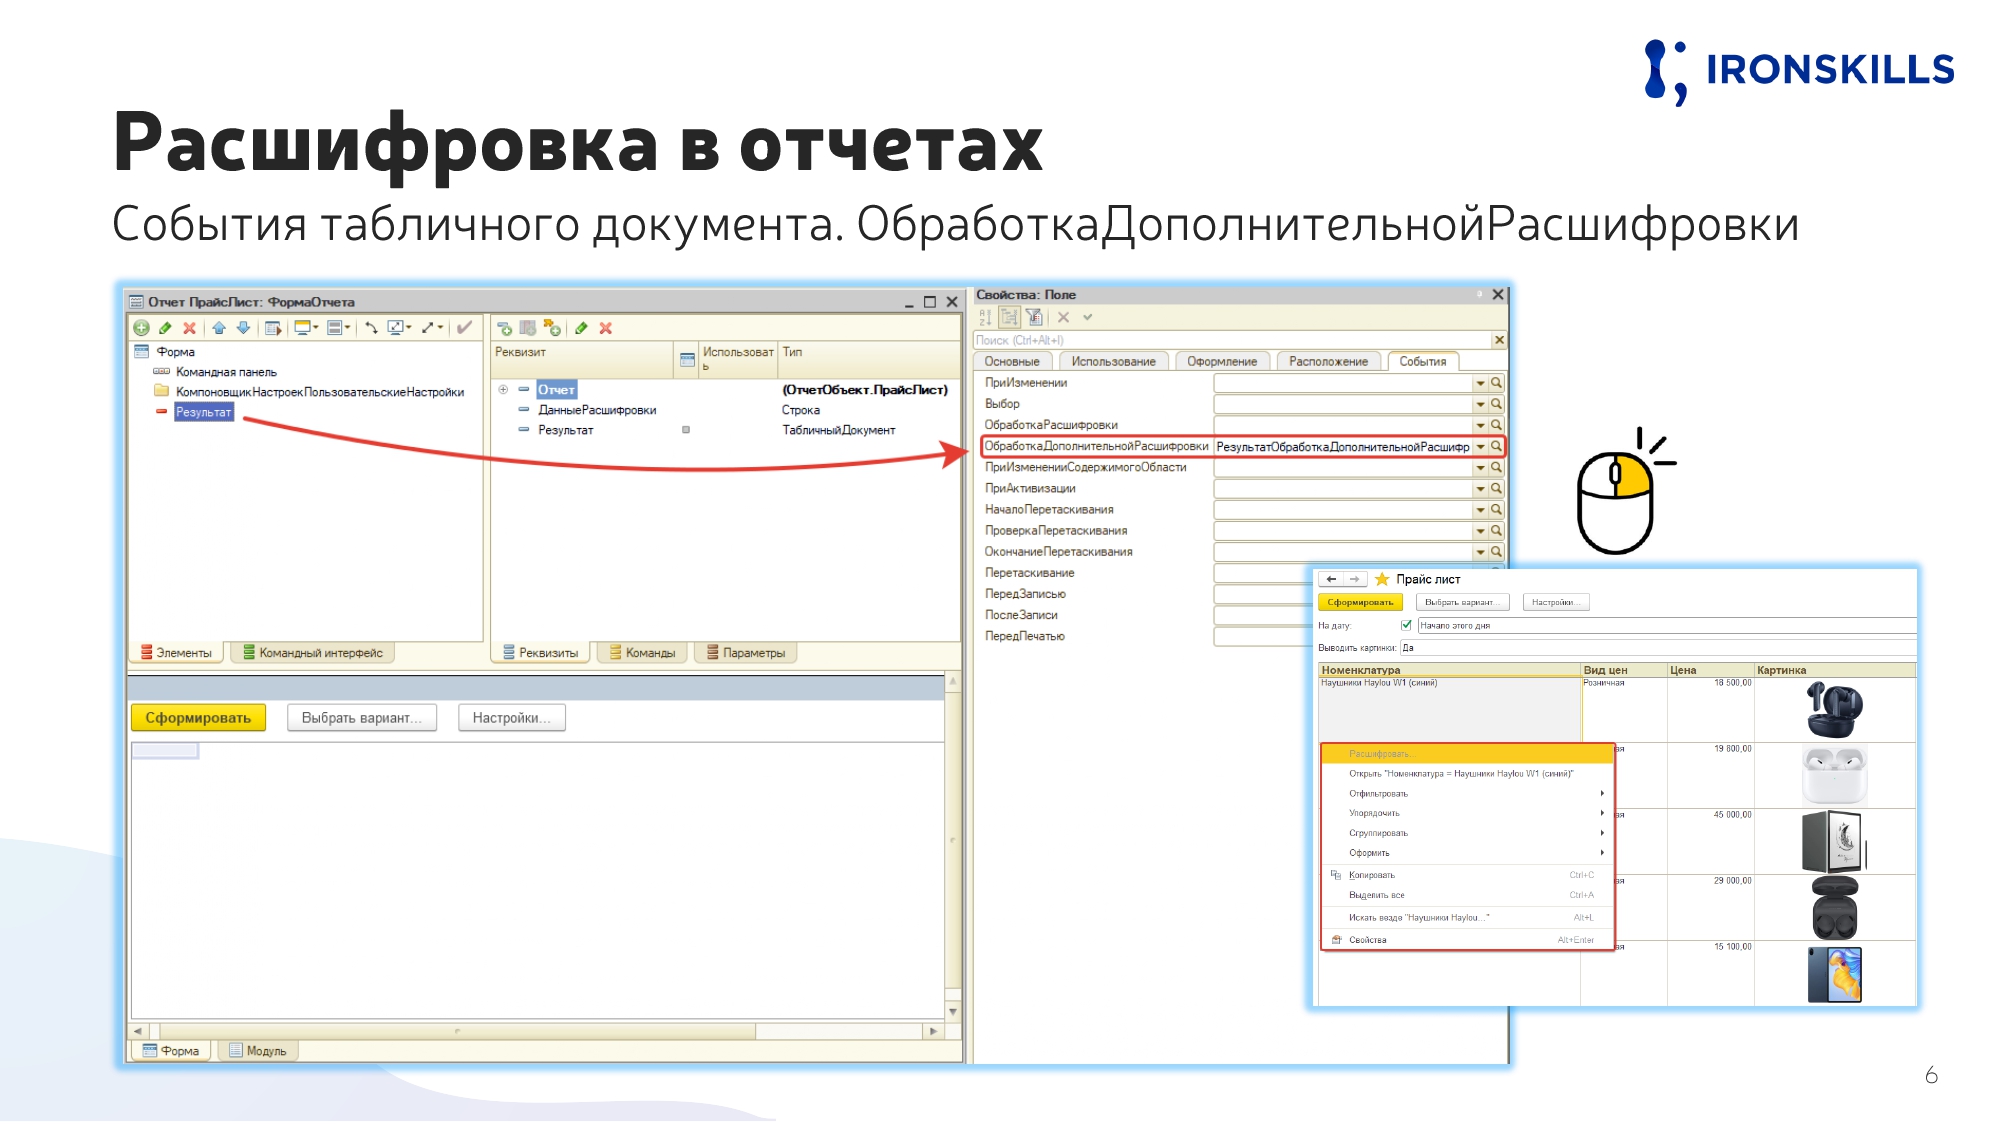 IRONSKILLS
Расшифровка в отчетах
События табличного документа. ОбработкаДополнительнойРасшифровки
Отчет ПрайсЛист: ФормаОтчета
Форма
Командная панель
КомпоновщикНастроекПользовательскиеНастройки
Результат
Элементы
Командный интерфейс
Реквизит
Использовать
Тип
Отчет
(ОтчетОбъект.ПрайсЛист)
ДанныеРасшифровки
Строка
Результат
ТабличныйДокумент
Реквизиты
Команды
Параметры
Сформировать
Выбрать вариант...
Настройки...
Форма
Модуль
Свойства: Поле
Поиск (Ctrl+Alt+I)
Основные
Использование
Оформление
Расположение
События
ПриИзменении
Выбор
ОбработкаРасшифровки
ОбработкаДополнительнойРасшифровки
РезультатОбработкаДополнительнойРасшифр
ПриИзмененииСодержимогоОбласти
ПриАктивизации
НачалоПеретаскивания
ПроверкаПеретаскивания
ОкончаниеПеретаскивания
Перетаскивание
ПередЗаписью
ПослеЗаписи
ПередПечатью
Прайс лист
Сформировать
Выбрать вариант...
Настройки...
На дату:
Начало этого дня
Выводить картинки:
Да
Номенклатура
Вид цен
Цена
Картинка
Наушники Haylou W1 (синий)
Розничная
18 500,00
Расшифровать...
ая
19 800,00
Открыть "Номенклатура = Наушники Haylou W1 (синий)"
Отфильтровать
Упорядочить
ая
45 000,00
Сгруппировать
Оформить
Копировать
Ctrl+C
ая
29 000,00
Выделить все
Ctrl+A
Искать везде "Наушники Haylou..."
Alt+L
Свойства
Alt+Enter
ая
15 100,00
6